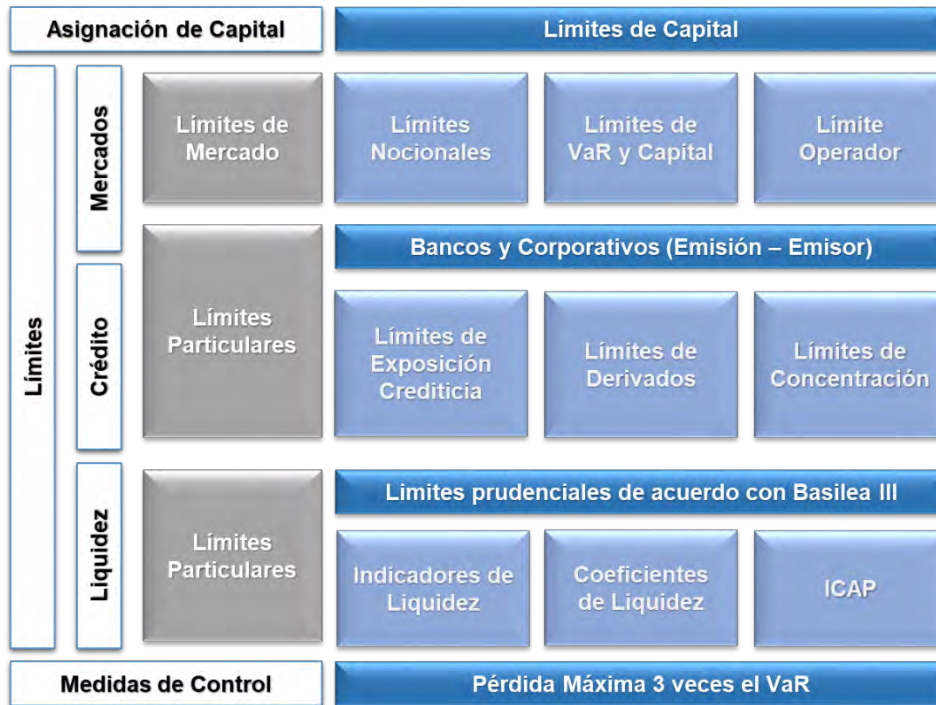 Asignación de Capital
Límites de Capital
Límites
Mercados
Límites de
Mercado
Límites
Nocionales
Límites de
VaR y Capital
Límite
Operador
Crédito
Límites
Particulares
Bancos y Corporativos (Emisión – Emisor)
Límites de
Exposición
Crediticia
Límites de
Derivados
Límites de
Concentración
Liquidez
Límites
Particulares
Limites prudenciales de acuerdo con Basilea III
Indicadores de
Liquidez
Coeficientes
de Liquidez
ICAP
Medidas de Control
Pérdida Máxima 3 veces el VaR